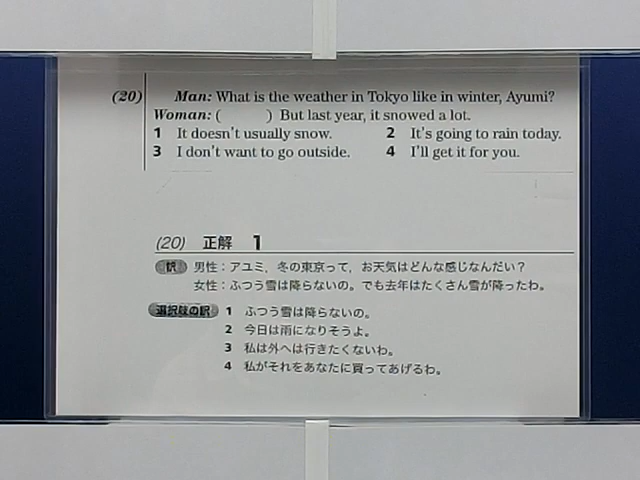 (20) Man: What is the weather in Tokyo like in winter, Ayumi?
Woman: (　　) But last year, it snowed a lot.
1 It doesn't usually snow. 2 It's going to rain today.
3 I don't want to go outside. 4 I'll get it for you.
(20) 正解 1
訳 男性：アユミ，冬の東京って，お天気はどんな感じなんだい？
女性：ふつう雪は降らないの。でも去年はたくさん雪が降ったわ。
選択肢の訳 1 ふつう雪は降らないの。
2 今日は雨になりそうよ。
3 私は外へは行きたくないわ。
4 私がそれをあなたに買ってあげるわ。